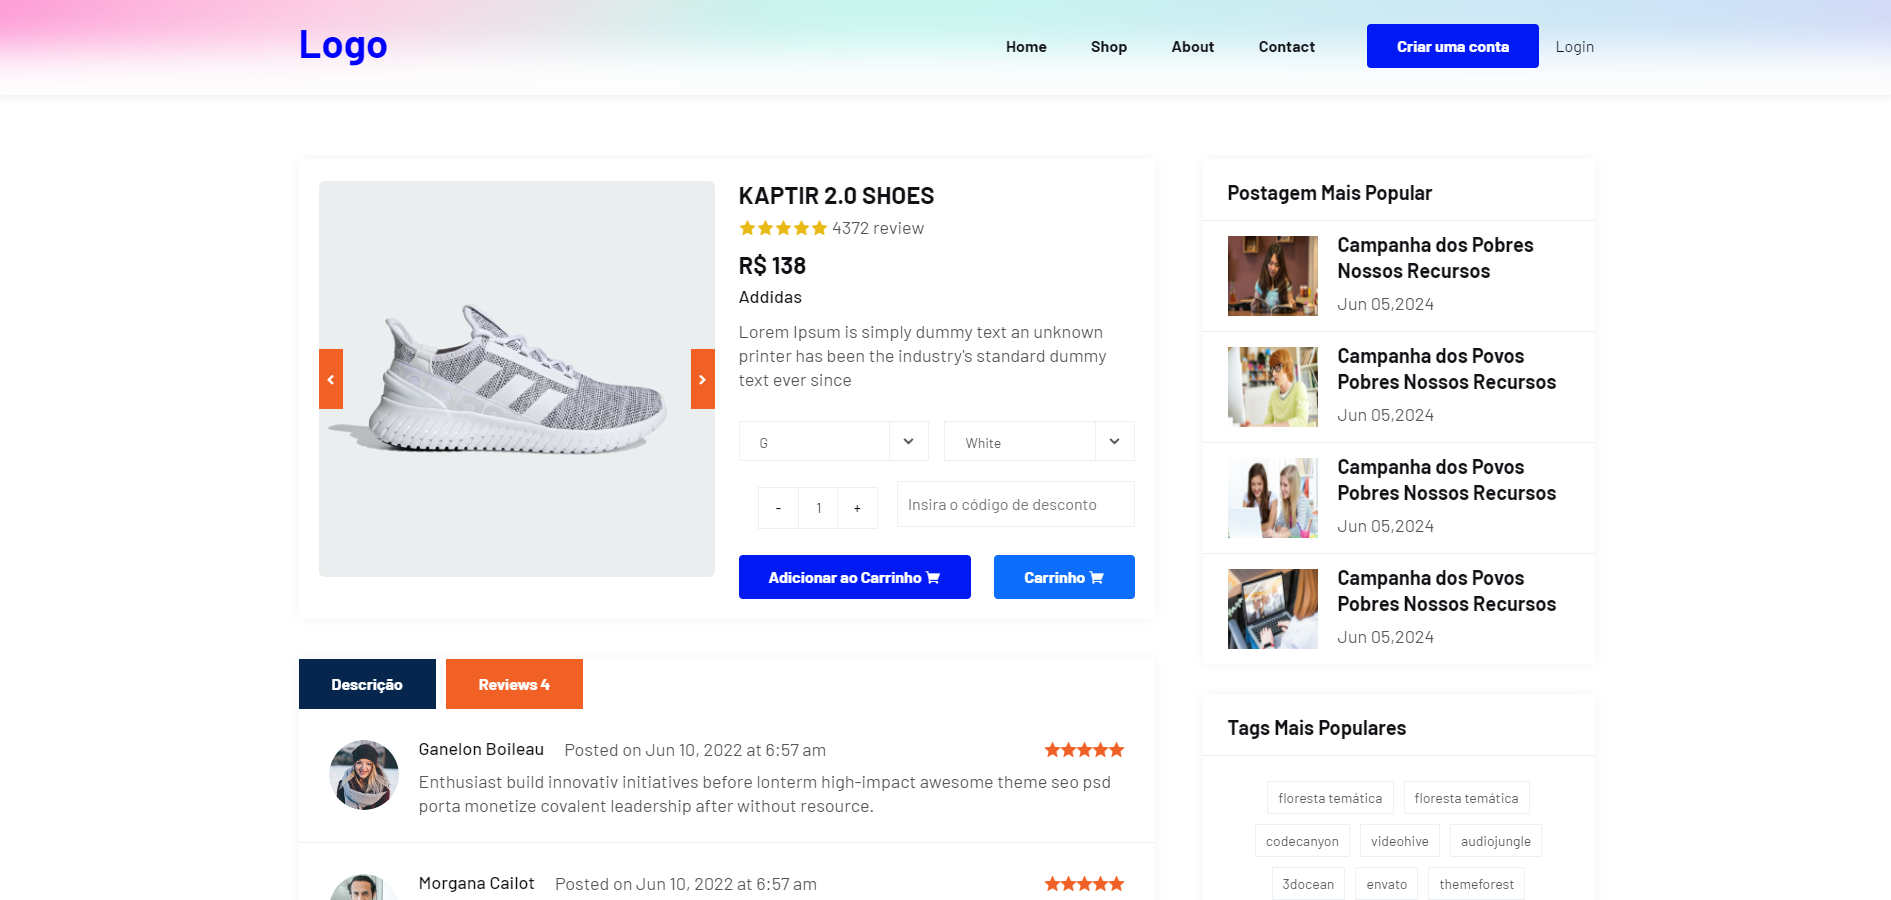 Logo
Home
Shop
About
Contact
Criar uma conta
Login
KAPTIR 2.0 SHOES
4372 review
R$ 138
Addidas
Lorem Ipsum is simply dummy text an unknown
printer has been the industry's standard dummy
text ever since
G
White
- 1 +
Insira o código de desconto
Adicionar ao Carrinho
Carrinho
Descrição
Reviews 4
Ganelon Boileau
Posted on Jun 10, 2022 at 6:57 am
Enthusiast build innovativ initiatives before lonterm high-impact awesome theme seo psd
porta monetize covalent leadership after without resource.
Morgana Cailot
Posted on Jun 10, 2022 at 6:57 am
Postagem Mais Popular
Campanha dos Pobres
Nossos Recursos
Jun 05,2024
Campanha dos Povos
Pobres Nossos Recursos
Jun 05,2024
Campanha dos Povos
Pobres Nossos Recursos
Jun 05,2024
Campanha dos Povos
Pobres Nossos Recursos
Jun 05,2024
Tags Mais Populares
floresta temática
floresta temática
codecanyon
videohive
audiojungle
3docean
envato
themeforest